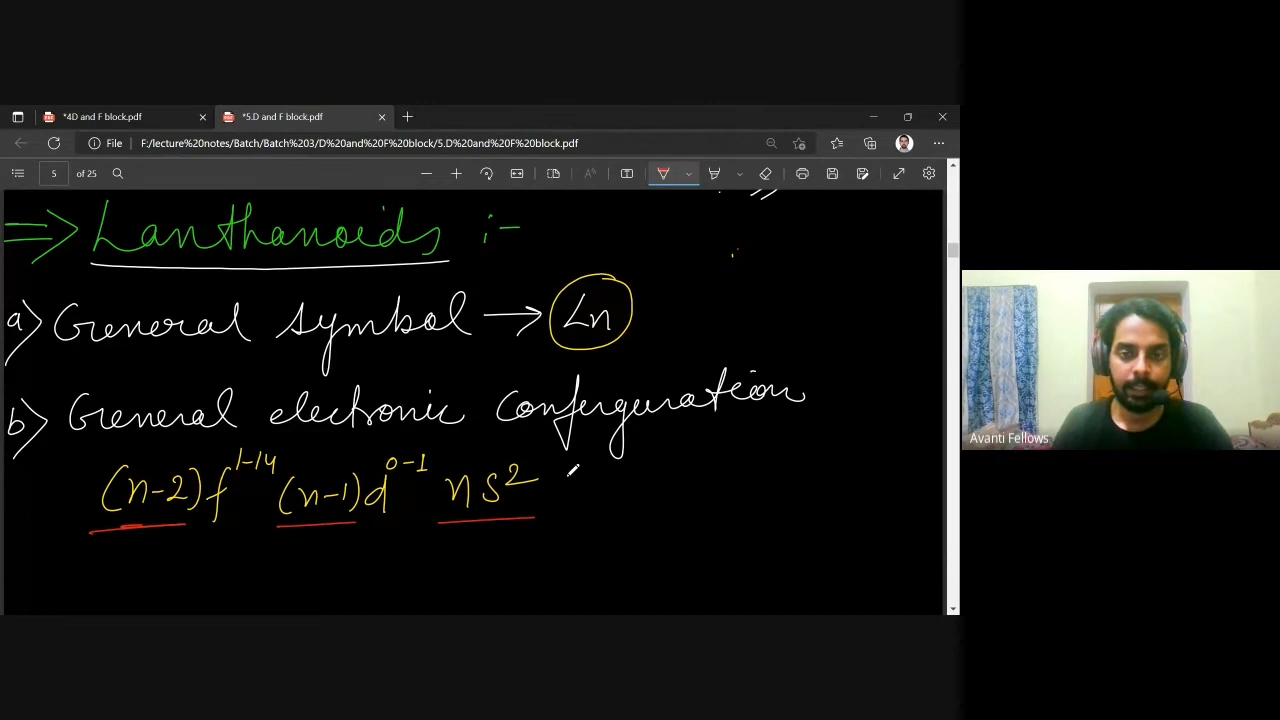 *4D and F block.pdf
*5.D and F block.pdf
File
F:/lecture%20notes/Batch/Batch%203/D%20and%20F%20block/5.D%20and%20F%20block.pdf
5 of 25
⇒ Lanthanoids :-
a) General symbol → Ln
b) General electronic conferguration
(n-2)f¹⁻¹⁴ (n-1)d⁰⁻¹ ns²
Avanti Fellows